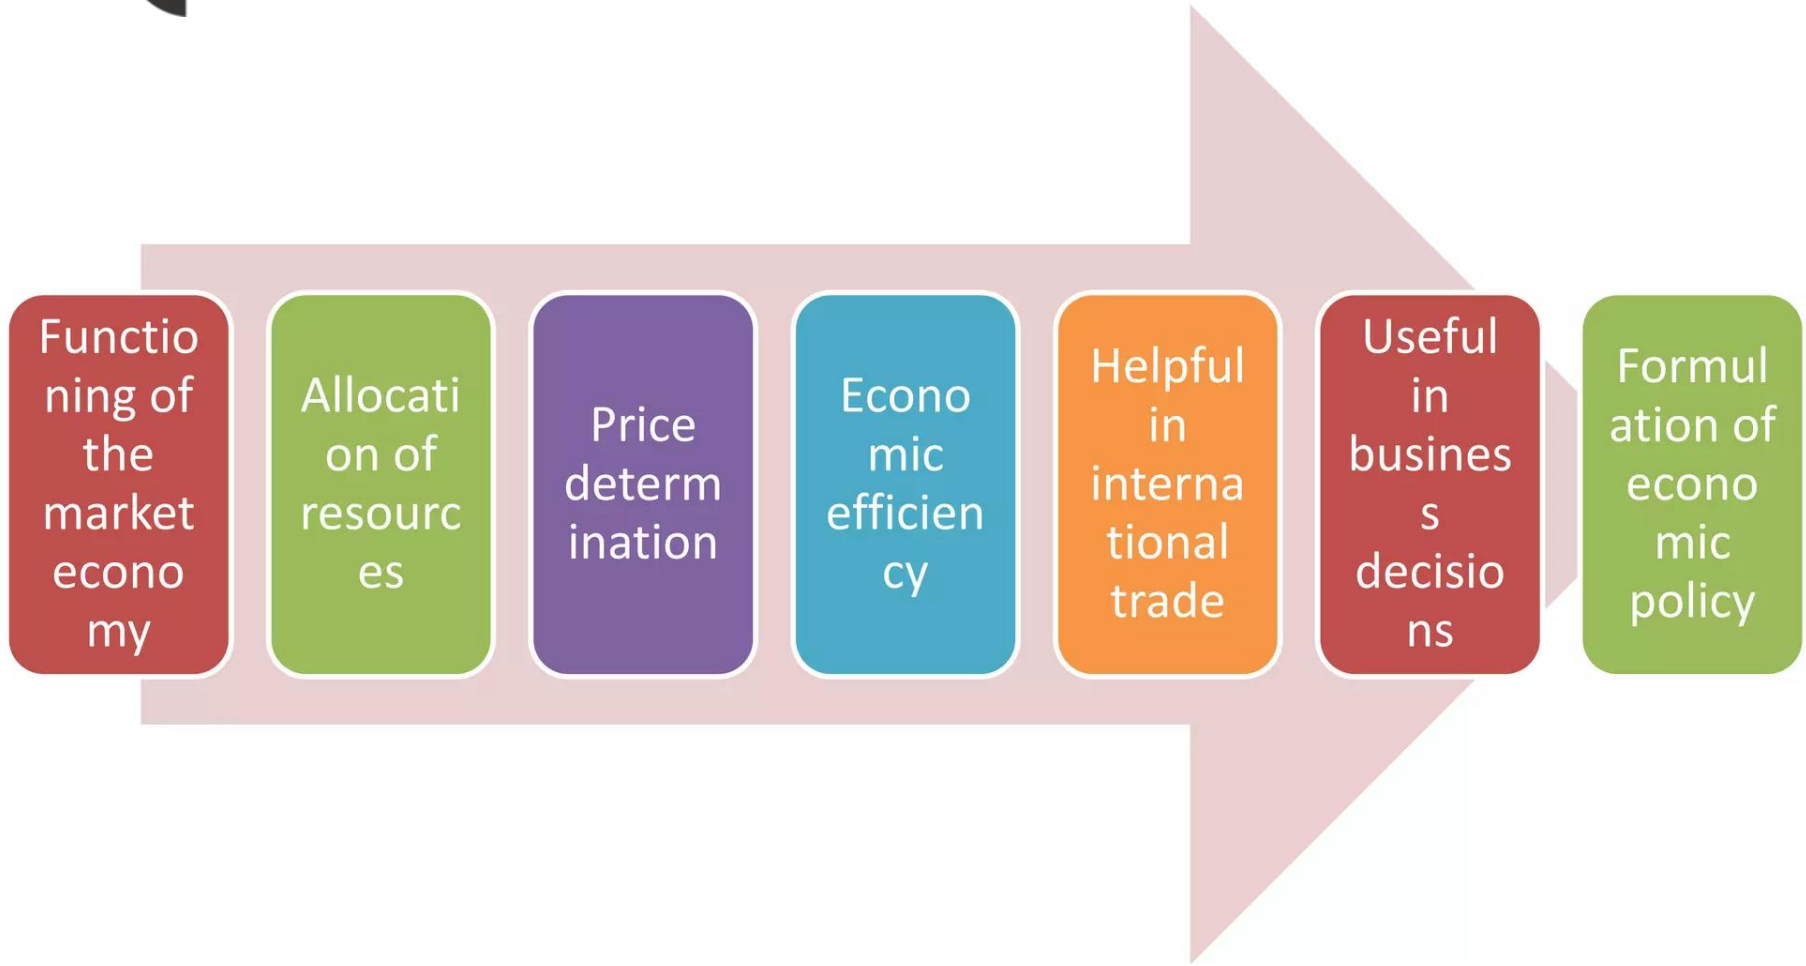 Functio
ning of
the
market
econo
my
Allocati
on of
resourc
es
Price
determ
ination
Econo
mic
efficien
cy
Helpful
in
interna
tional
trade
Useful
in
busines
s
decisio
ns
Formul
ation of
econo
mic
policy